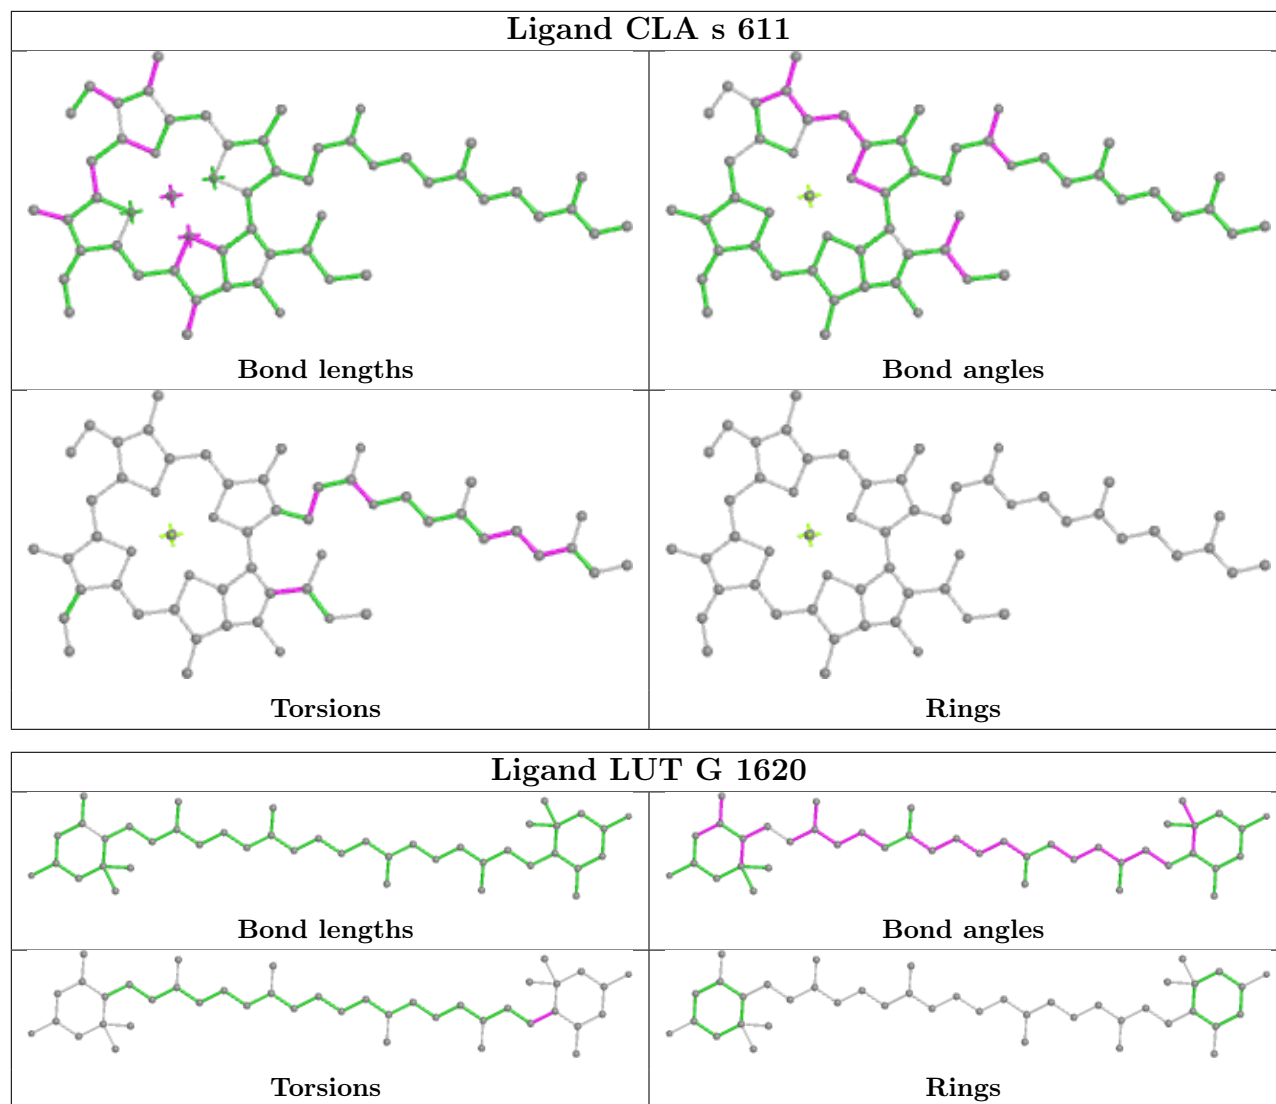 Ligand CLA s 611
Bond lengths
Bond angles
Torsions
Rings
Ligand LUT G 1620
Bond lengths
Bond angles
Torsions
Rings